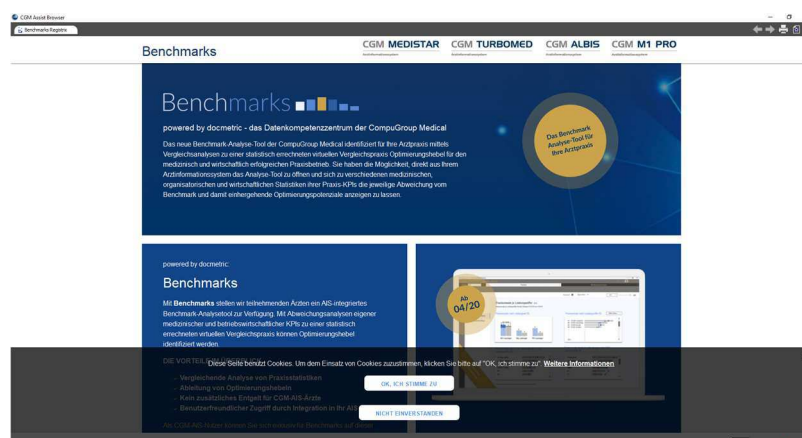 CGM Assist Browser
Benchmarks Registrix
Benchmarks
CGM MEDISTAR
CGM TURBOMED
CGM ALBIS
CGM M1 PRO
Benchmarks
powered by docmetric - das Datenkompetenzzentrum der CompuGroup Medical
Das neue Benchmark-Analyse-Tool der CompuGroup Medical identifiziert für Ihre Arztpraxis mittels
Vergleichsanalysen zu einer statistisch errechneten virtuellen Vergleichspraxis Optimierungshebel für den
medizinisch und wirtschaftlich erfolgreichen Praxisbetrieb. Sie haben die Möglichkeit, direkt aus Ihrem
Arztinformationssystem das Analyse-Tool zu öffnen und sich zu verschiedenen medizinischen,
organisatorischen und wirtschaftlichen Statistiken ihrer Praxis-KPIs die jeweilige Abweichung vom
Benchmark und damit einhergehende Optimierungspotenziale anzeigen zu lassen.
Das Benchmark
Analyse-Tool für
Ihre Arztpraxis
powered by docmetric:
Benchmarks
Mit Benchmarks stellen wir teilnehmenden Ärzten ein AIS-integriertes
Benchmark-Analysetool zur Verfügung. Mit Abweichungsanalysen eigener
medizinischer und betriebswirtschaftlicher KPIs zu einer statistisch
errechneten virtuellen Vergleichspraxis können Optimierungshebel
identifiziert werden.
Ab
04/20
DIE VORTEILE IM ÜBERBLICK
Diese Seite benutzt Cookies. Um dem Einsatz von Cookies zuzustimmen, klicken Sie bitte auf "OK, ich stimme zu". Weitere Informationen
- Vergleichende Analyse von Praxisstatistiken
- Ableitung von Optimierungshebeln
- Kein zusätzliches Entgelt für CGM-AIS-Ärzte
- Benutzerfreundlicher Zugriff durch Integration in Ihr AIS
OK, ICH STIMME ZU
NICHT EINVERSTANDEN